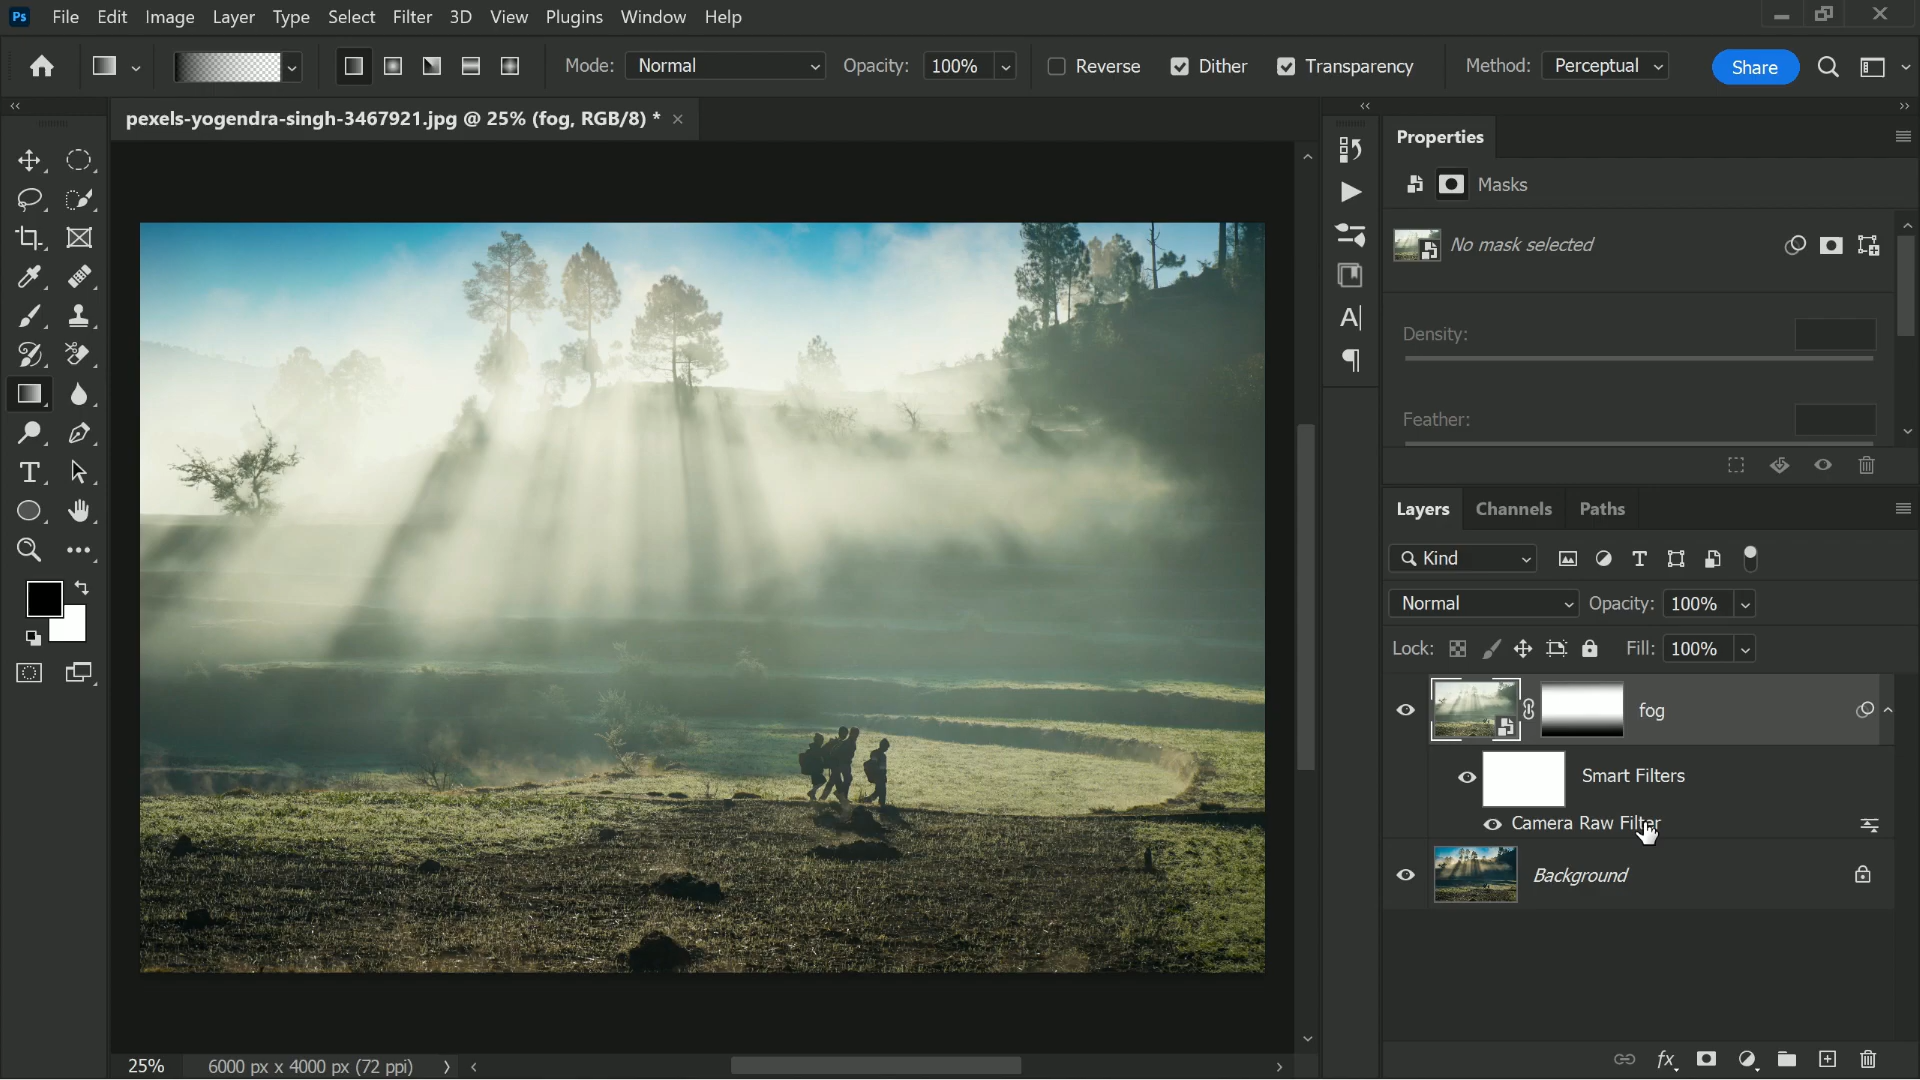 Ps File Edit Image Layer Type Select Filter 3D View Plugins Window Help
Mode: Normal Opacity: 100% Reverse Dither Transparency Method: Perceptual Share
pexels-yogendra-singh-3467921.jpg @ 25% (fog, RGB/8) *
Properties
Masks
No mask selected
Density:
Feather:
Layers Channels Paths
Kind
Normal Opacity: 100%
Lock: Fill: 100%
fog
Smart Filters
Camera Raw Filter
Background
25% 6000 px x 4000 px (72 ppi)